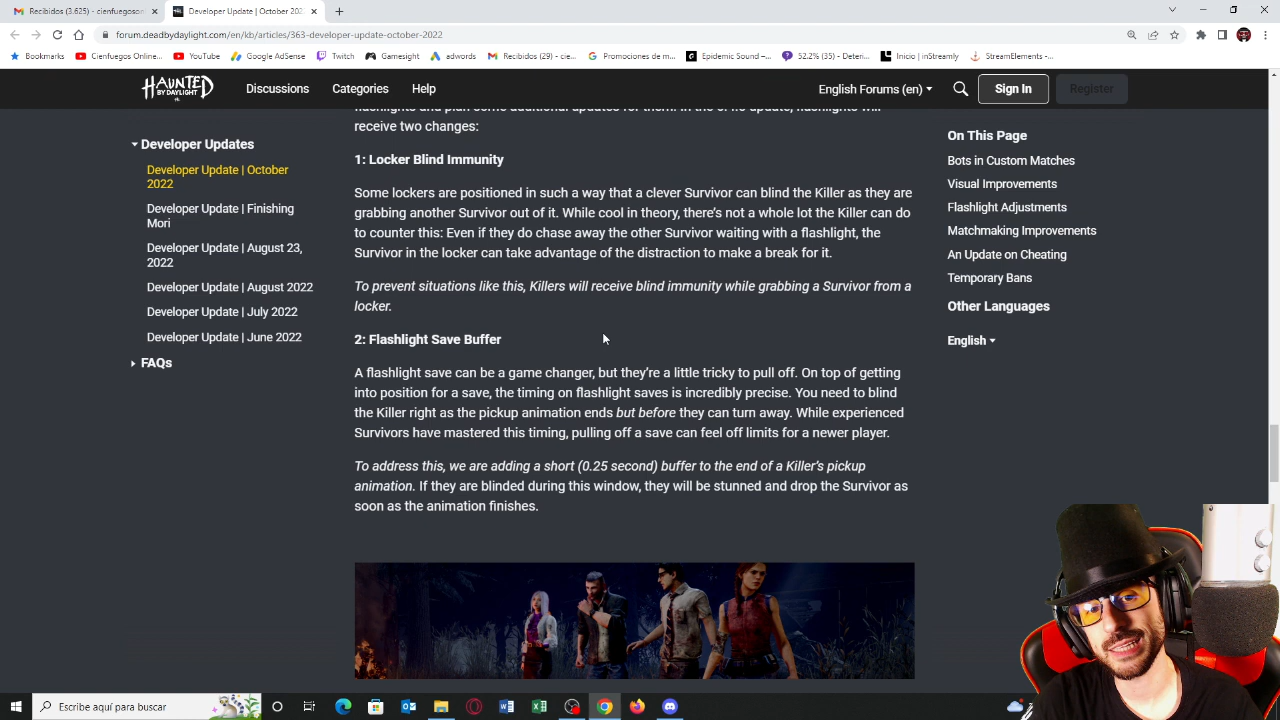 Recibidos (3.625) - cienfuegoson
Developer Update | October 202
forum.deadbydaylight.com/en/kb/articles/363-developer-update-october-2022
Bookmarks
Cienfuegos Online...
YouTube
Google AdSense
Twitch
Gamesight
adwords
Recibidos (29) - cie...
Promociones de m...
Epidemic Sound –...
52.2% (35) - Deteri...
Inicio | inStreamly
StreamElements -...
HAUNTED
BY DAYLIGHT
Discussions
Categories
Help
English Forums (en)
Sign In
Register
Developer Updates
Developer Update | October
2022
Developer Update | Finishing
Mori
Developer Update | August 23,
2022
Developer Update | August 2022
Developer Update | July 2022
Developer Update | June 2022
FAQs
receive two changes:
1: Locker Blind Immunity
Some lockers are positioned in such a way that a clever Survivor can blind the Killer as they are
grabbing another Survivor out of it. While cool in theory, there's not a whole lot the Killer can do
to counter this: Even if they do chase away the other Survivor waiting with a flashlight, the
Survivor in the locker can take advantage of the distraction to make a break for it.
To prevent situations like this, Killers will receive blind immunity while grabbing a Survivor from a
locker.
2: Flashlight Save Buffer
A flashlight save can be a game changer, but they're a little tricky to pull off. On top of getting
into position for a save, the timing on flashlight saves is incredibly precise. You need to blind
the Killer right as the pickup animation ends but before they can turn away. While experienced
Survivors have mastered this timing, pulling off a save can feel off limits for a newer player.
To address this, we are adding a short (0.25 second) buffer to the end of a Killer's pickup
animation. If they are blinded during this window, they will be stunned and drop the Survivor as
soon as the animation finishes.
On This Page
Bots in Custom Matches
Visual Improvements
Flashlight Adjustments
Matchmaking Improvements
An Update on Cheating
Temporary Bans
Other Languages
English
Escribe aquí para buscar